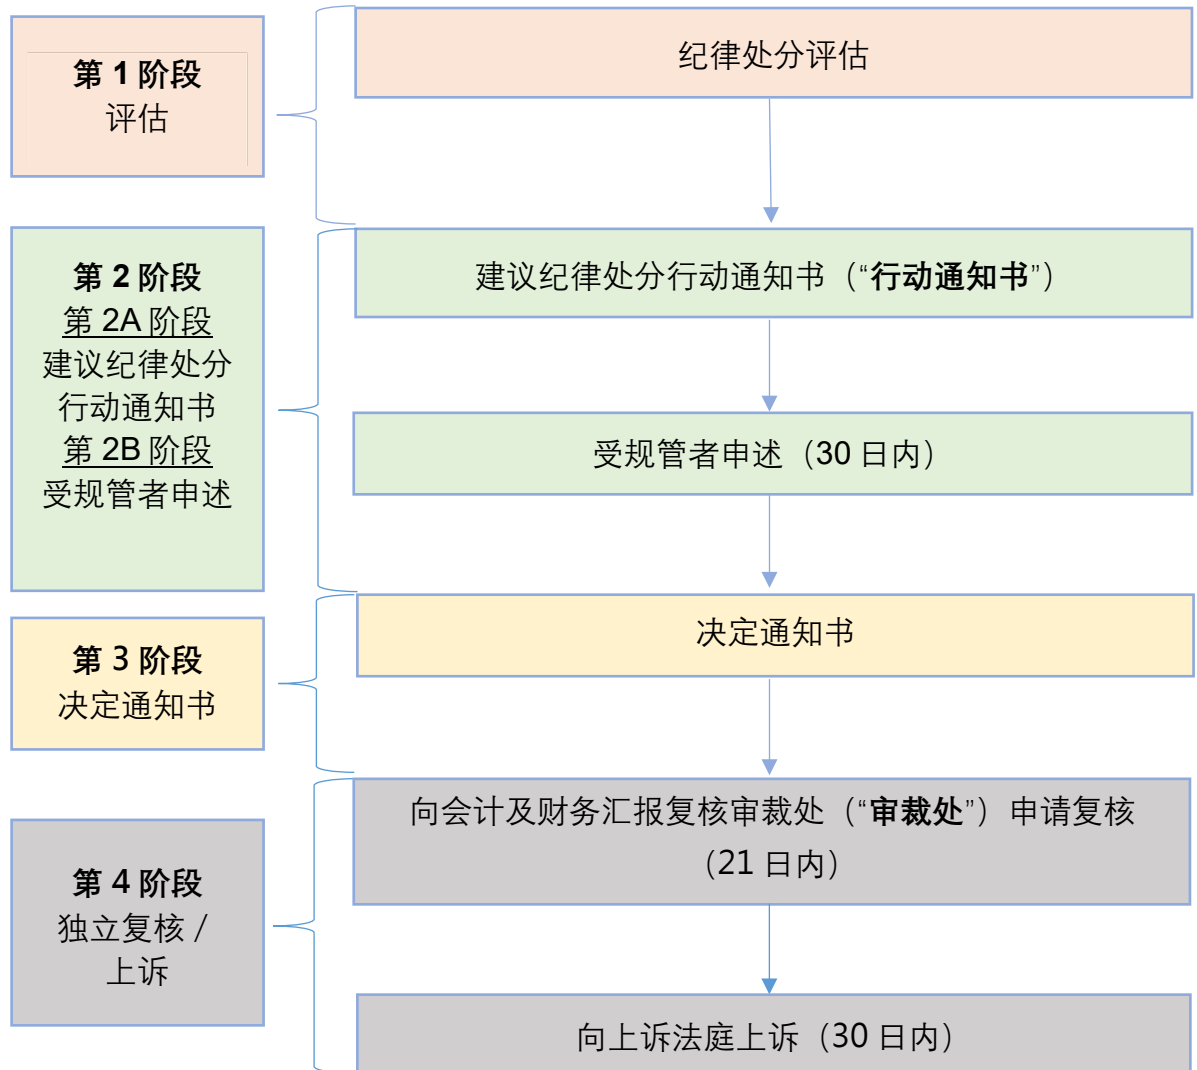 第 1 阶段
评估
纪律处分评估
第 2 阶段
第 2A 阶段
建议纪律处分
行动通知书
第 2B 阶段
受规管者申述
建议纪律处分行动通知书（“行动通知书”）
受规管者申述（30 日内）
第 3 阶段
决定通知书
决定通知书
第 4 阶段
独立复核 /
上诉
向会计及财务汇报复核审裁处（“审裁处”）申请复核
（21 日内）
向上诉法庭上诉（30 日内）